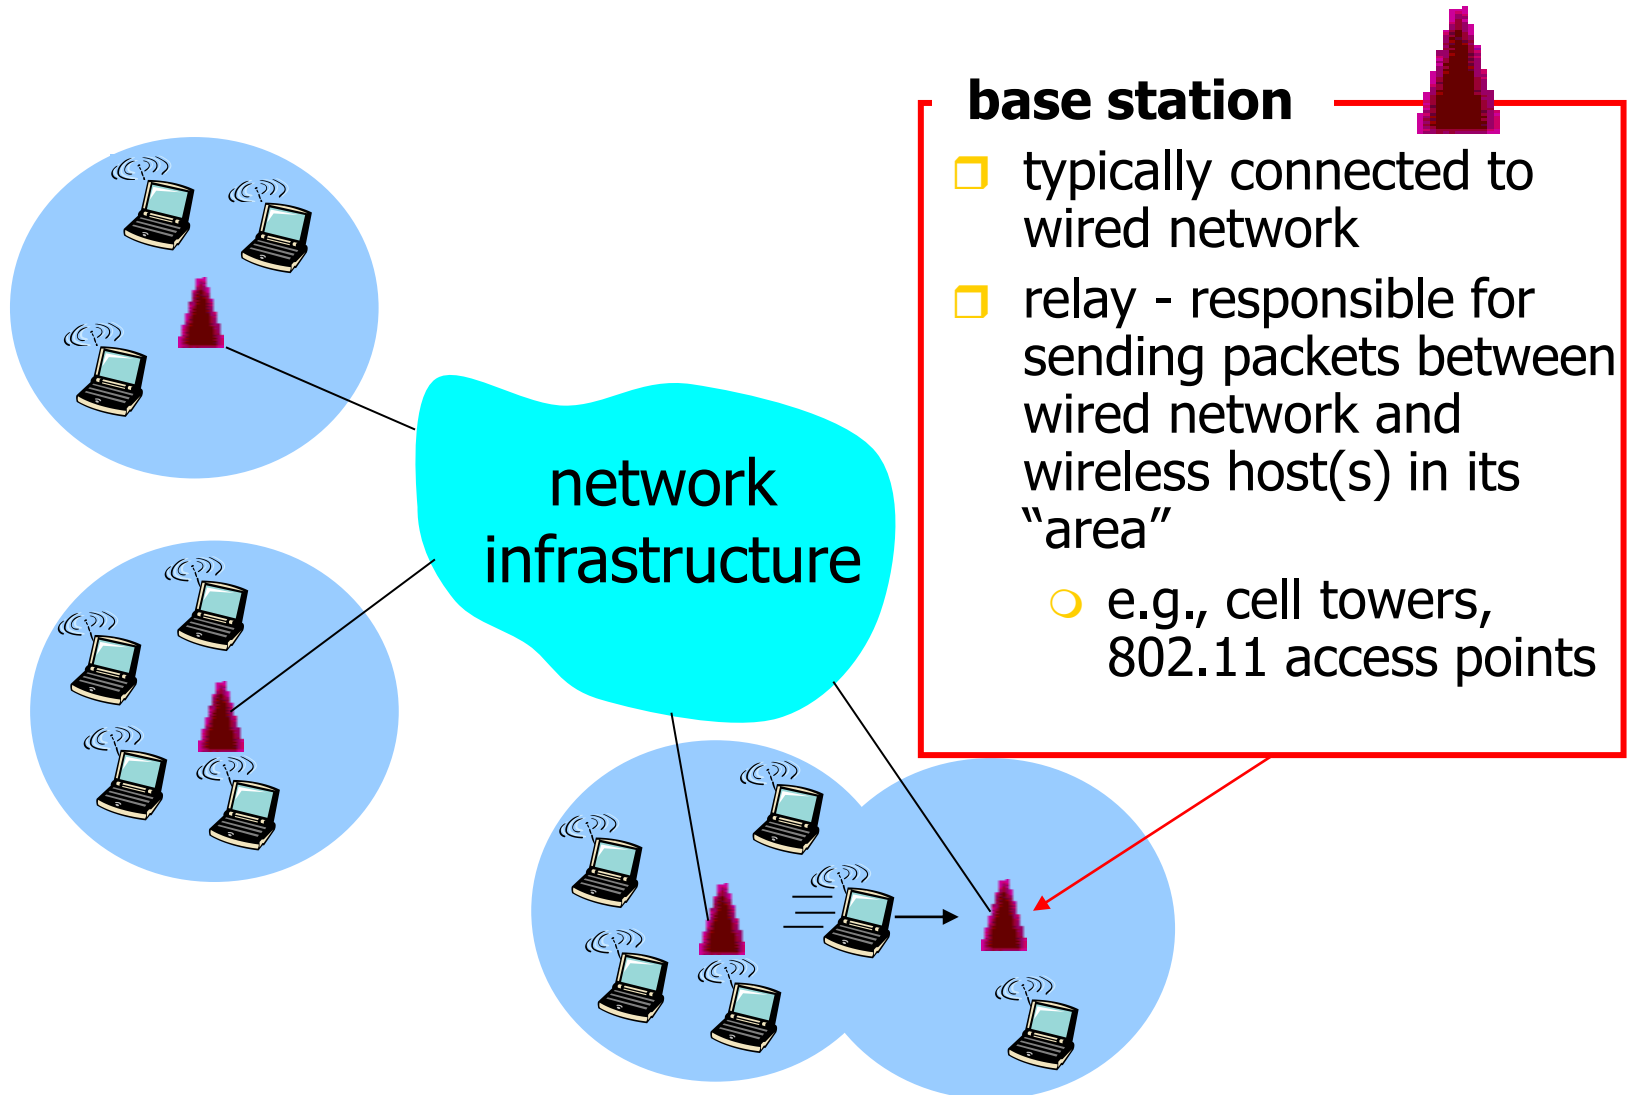 base station
typically connected to
wired network
relay - responsible for
sending packets between
wired network and
wireless host(s) in its
“area”
e.g., cell towers,
802.11 access points
network
infrastructure